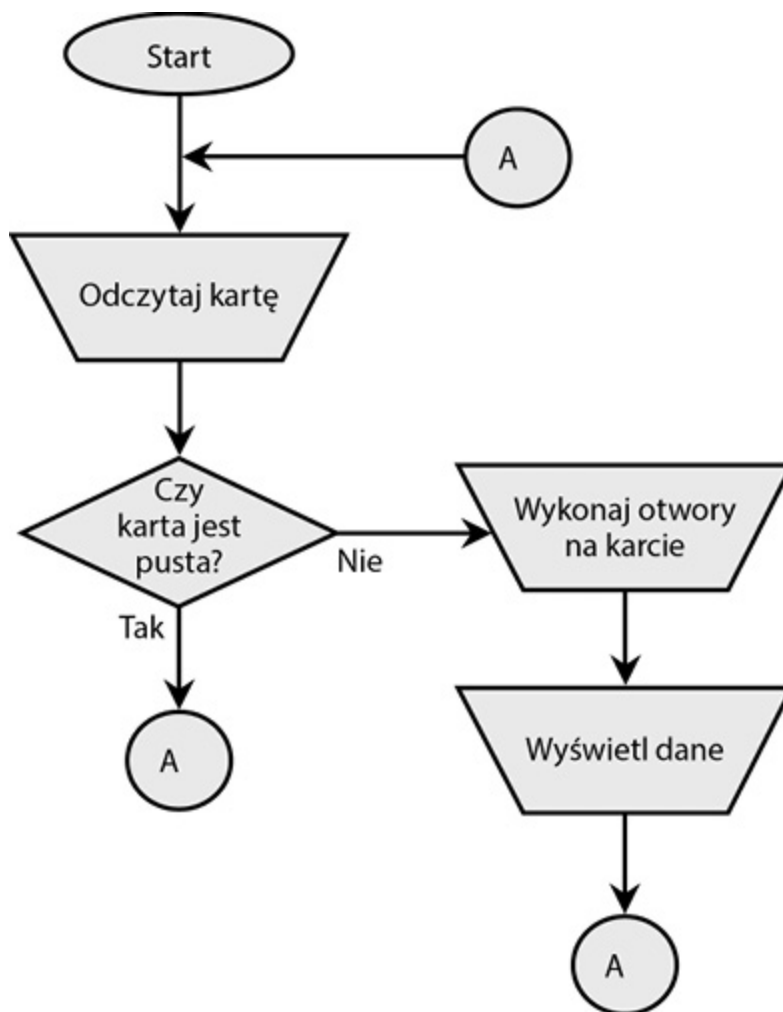 Start
A
Odczytaj kartę
Czy
karta jest
pusta?
Nie
Tak
Wykonaj otwory
na karcie
A
Wyświetl dane
A